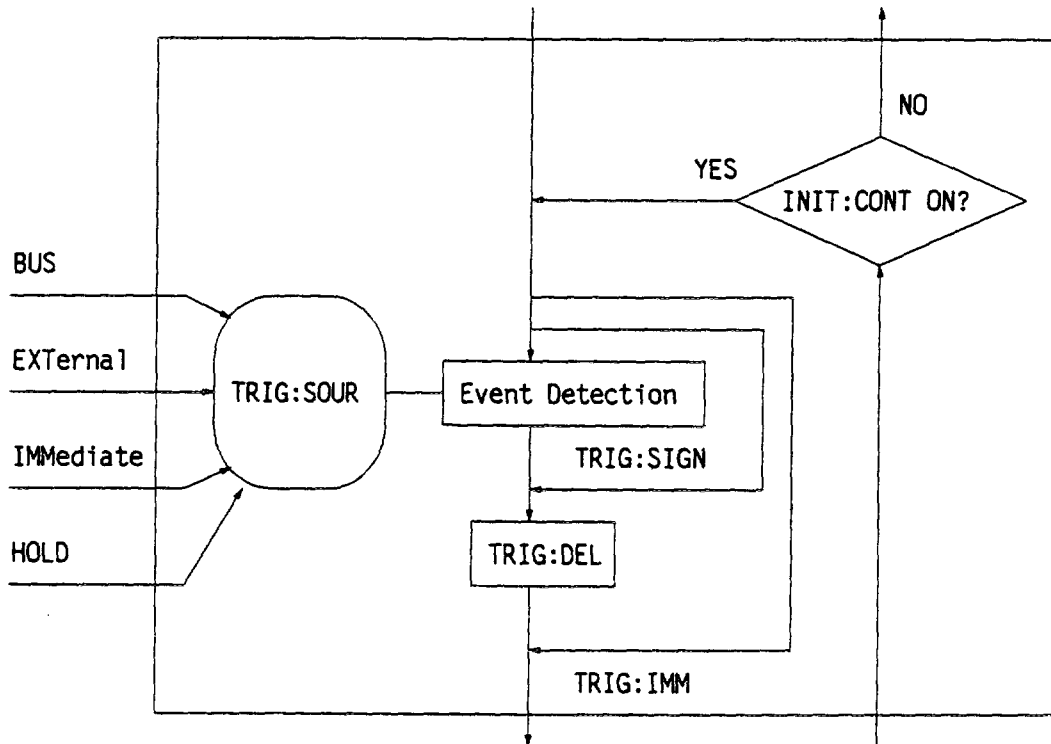 NO
YES
INIT:CONT ON?
BUS
EXTernal
TRIG:SOUR
Event Detection
IMMediate
TRIG:SIGN
HOLD
TRIG:DEL
TRIG:IMM